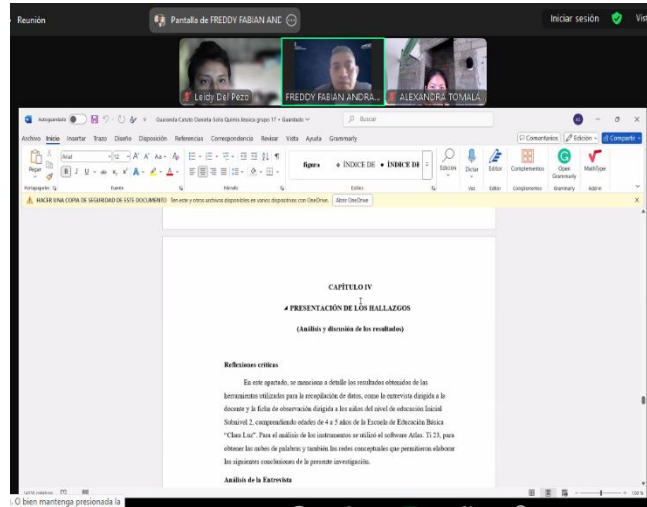 Reunión
Pantalla de FREDDY FABIAN AND
Iniciar sesión
Vist
Leidy Del Pezo
FREDDY FABIAN ANDRA...
ALEXANDRA TOMALÁ
Autoguardado
grupo 17 • Guardado
Buscar
Archivo Inicio Insertar Trazo Diseño Disposición Referencias Correspondencia Revisar Vista Ayuda Grammarly
Comentarios
Edición
Compartir
Pegar
Arial
12
figura
ÍNDICE DE
ÍNDICE DE
Edición
Dictar
Editor
Complementos
Open Grammarly
MathType
Portapapeles
Fuente
Párrafo
Estilos
Voz
Editor
Complementos
Grammarly
HACER UNA COPIA DE SEGURIDAD DE ESTE DOCUMENTO
Abrir OneDrive
CAPÍTULO IV
PRESENTACIÓN DE LOS HALLAZGOS
(Análisis y discusión de los resultados)
Reflexiones críticas
En este apartado, se menciona a detalle los resultados obtenidos de las
herramientas utilizadas para la recopilación de datos, como la entrevista dirigida a la
docente y la ficha de observación dirigida a los niños del nivel de educación Inicial
Subnivel 2, comprendiendo edades de 4 a 5 años de la Escuela de Educación Básica
“Clara Luz”. Para el análisis de los instrumentos se utilizó el software Atlas. Ti 23, para
obtener las nubes de palabras y también las redes conceptuales que permitieron elaborar
las siguientes conclusiones de la presente investigación.
Análisis de la Entrevista
100 %
O bien mantenga presionada la